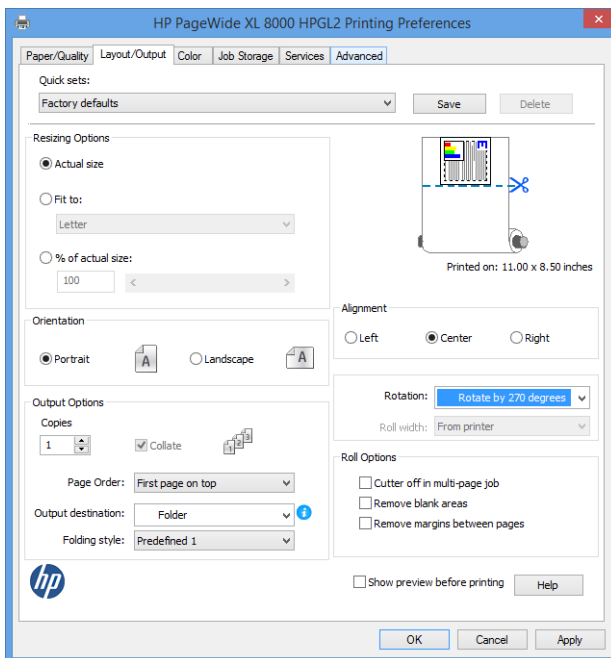 HP PageWide XL 8000 HPGL2 Printing Preferences
Paper/Quality Layout/Output Color Job Storage Services Advanced
Quick sets:
Factory defaults Save Delete
Resizing Options
Actual size
Fit to:
Letter
% of actual size:
100
Printed on: 11.00 x 8.50 inches
Orientation
Portrait A Landscape A
Alignment
Left Center Right
Rotation: Rotate by 270 degrees
Roll width: From printer
Output Options
Copies
1 Collate 1 2 3
Page Order: First page on top
Output destination: Folder
Folding style: Predefined 1
Roll Options
Cutter off in multi-page job
Remove blank areas
Remove margins between pages
hp
Show preview before printing Help
OK Cancel Apply